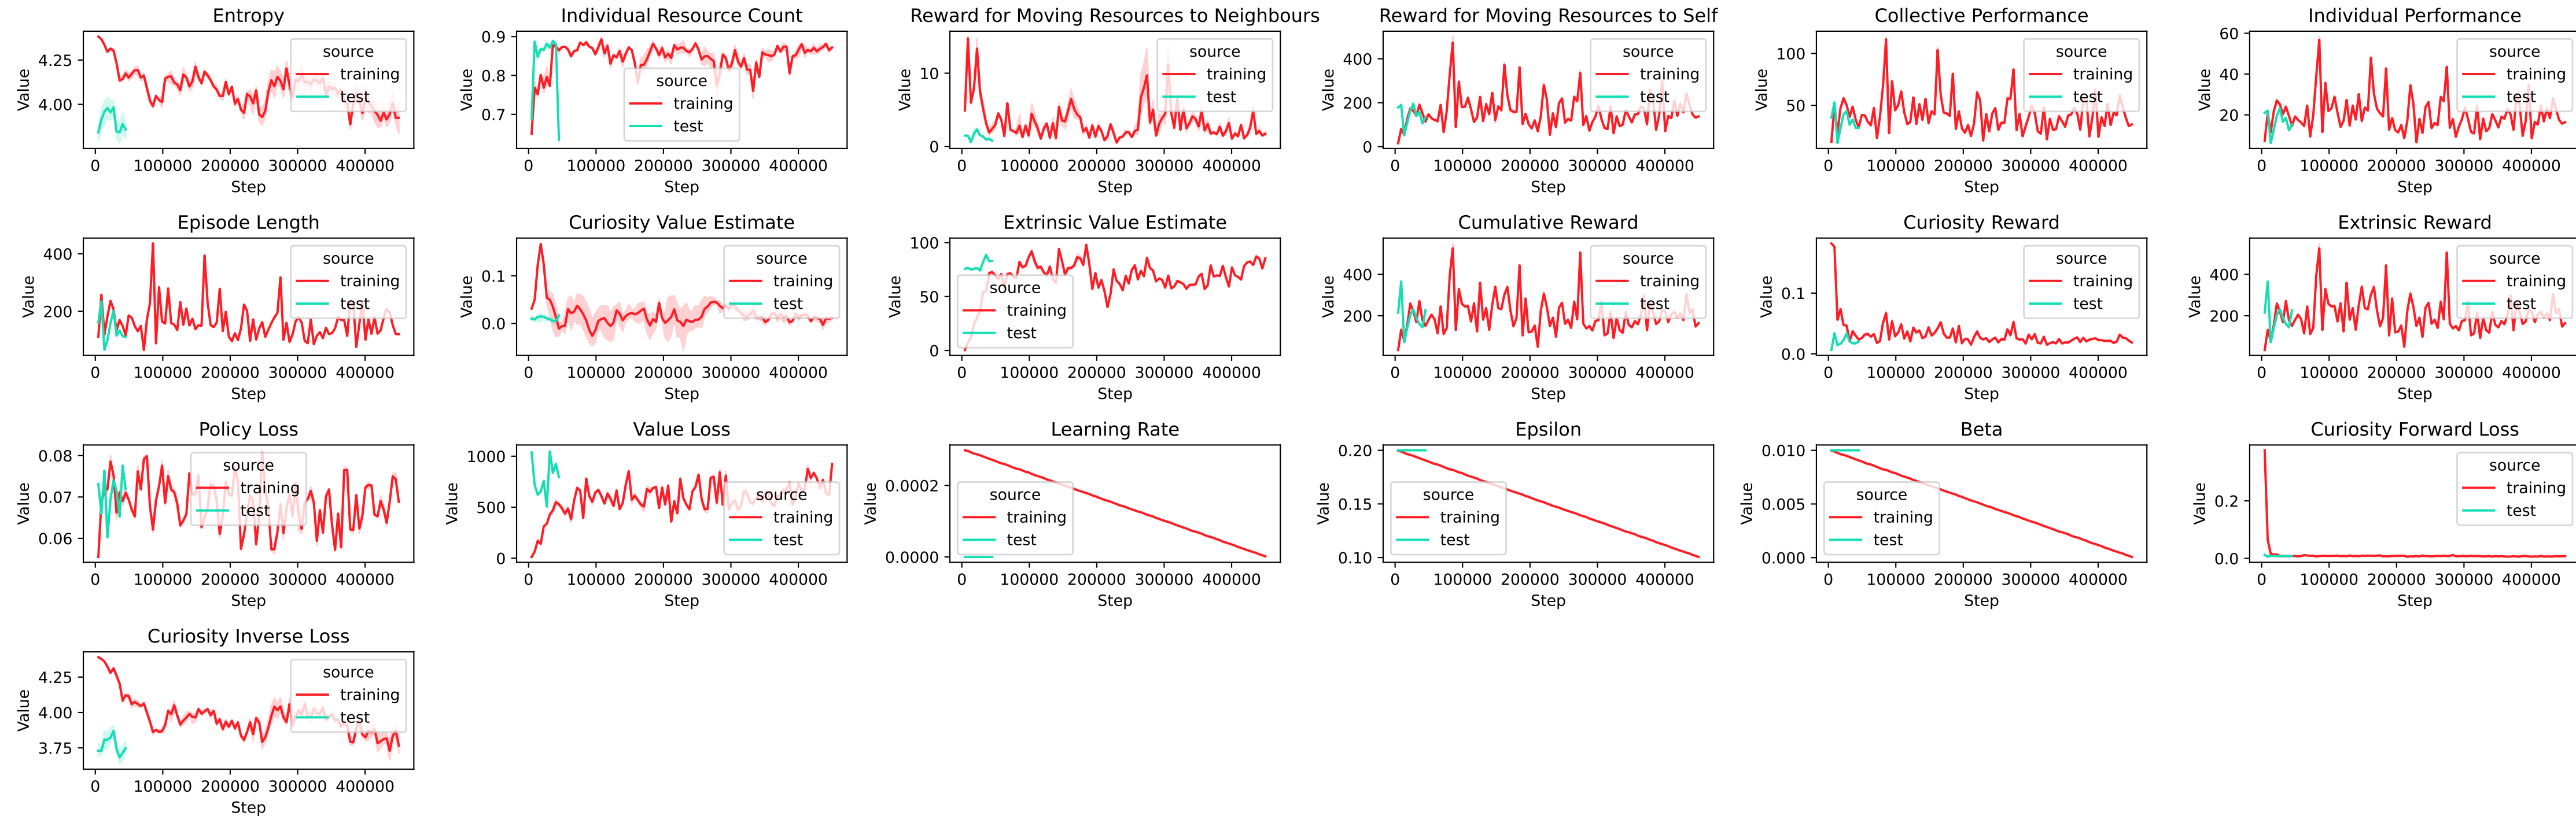 Entropy
Individual Resource Count
Reward for Moving Resources to Neighbours
Reward for Moving Resources to Self
Collective Performance
Individual Performance
Value
4.25
4.00
source
training
test
0 100000 200000 300000 400000
Step
Value
0.9
0.8
0.7
source
training
test
0 100000 200000 300000 400000
Step
Value
10
0
source
training
test
0 100000 200000 300000 400000
Step
Value
400
200
0
source
training
test
0 100000 200000 300000 400000
Step
Value
100
50
source
training
test
0 100000 200000 300000 400000
Step
Value
60
40
20
source
training
test
0 100000 200000 300000 400000
Step
Episode Length
Curiosity Value Estimate
Extrinsic Value Estimate
Cumulative Reward
Curiosity Reward
Extrinsic Reward
Value
400
200
source
training
test
0 100000 200000 300000 400000
Step
Value
0.1
0.0
source
training
test
0 100000 200000 300000 400000
Step
Value
100
50
0
source
training
test
0 100000 200000 300000 400000
Step
Value
400
200
source
training
test
0 100000 200000 300000 400000
Step
Value
0.1
0.0
source
training
test
0 100000 200000 300000 400000
Step
Value
400
200
source
training
test
0 100000 200000 300000 400000
Step
Policy Loss
Value Loss
Learning Rate
Epsilon
Beta
Curiosity Forward Loss
Value
0.08
0.07
0.06
source
training
test
0 100000 200000 300000 400000
Step
Value
1000
500
0
source
training
test
0 100000 200000 300000 400000
Step
Value
0.0002
0.0000
source
training
test
0 100000 200000 300000 400000
Step
Value
0.20
0.15
0.10
source
training
test
0 100000 200000 300000 400000
Step
Value
0.010
0.005
0.000
source
training
test
0 100000 200000 300000 400000
Step
Value
0.2
0.0
source
training
test
0 100000 200000 300000 400000
Step
Curiosity Inverse Loss
Value
4.25
4.00
3.75
source
training
test
0 100000 200000 300000 400000
Step